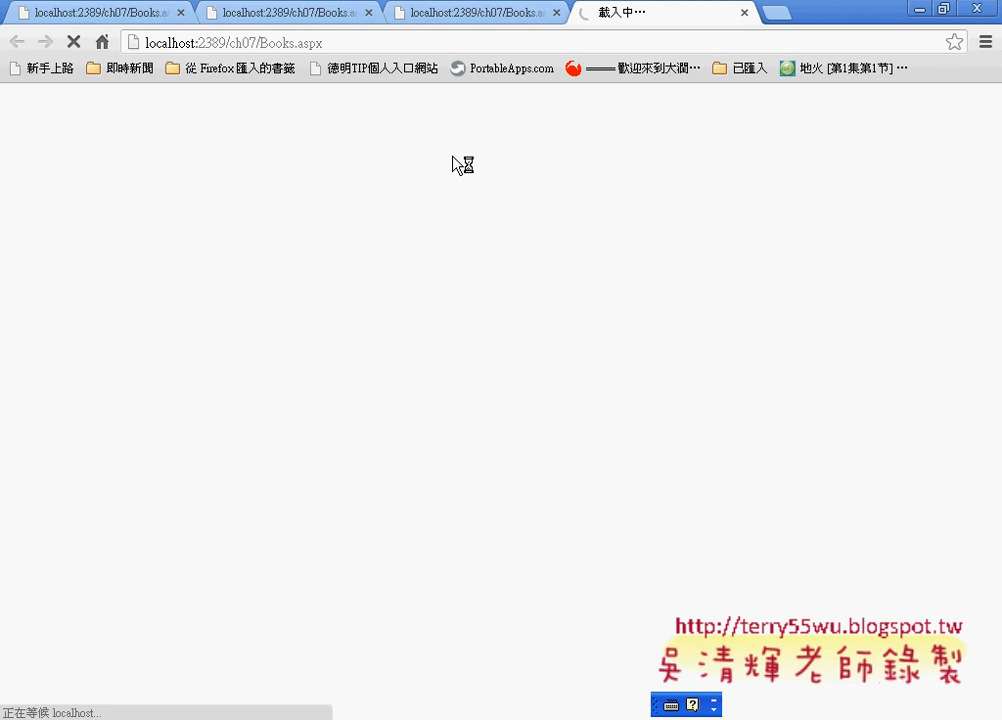 localhost:2389/ch07/Books.a
localhost:2389/ch07/Books.a
localhost:2389/ch07/Books.a
載入中…
localhost:2389/ch07/Books.aspx
新手上路
即時新聞
從 Firefox 匯入的書籤
德明TIP個人入口網站
PortableApps.com
━━━歡迎來到大澗…
已匯入
地火 [第1集第1节] …
http://terry55wu.blogspot.tw
吳清輝老師錄製
正在等候 localhost...